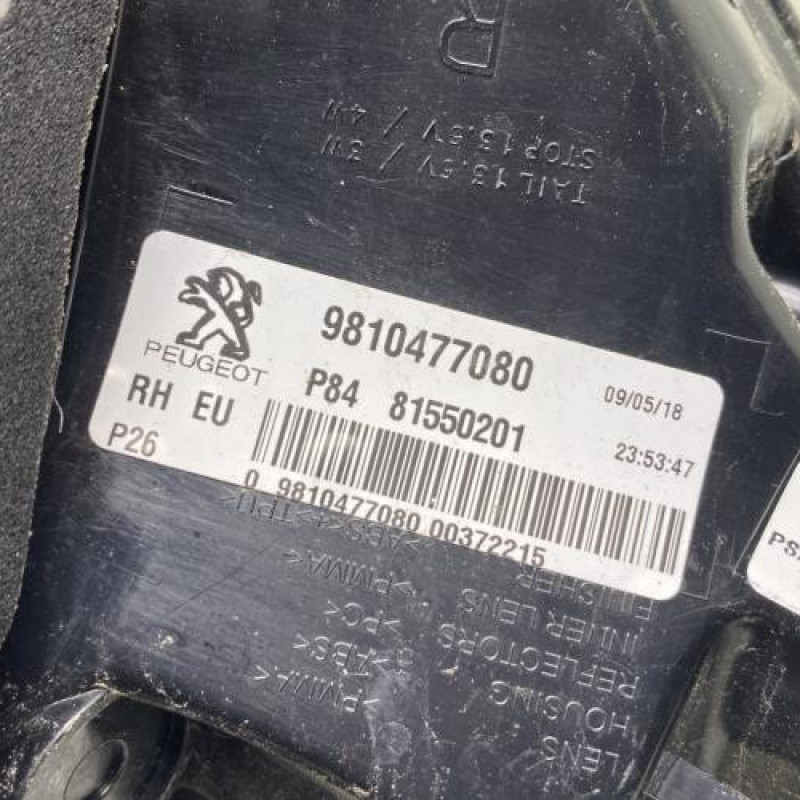 R
TAIL 13.5V / 3W
STOP 13.5V / 4W
PEUGEOT
9810477080
09/05/18
RH EU
P84 81550201
P26
23:53:47
0 9810477080 00372215
LENS >PMMA<
HOUSING >ABS<
REFLECTORS >PC<
INNER LENS >PMMA<
FINISHER >ABS<+>TPU<